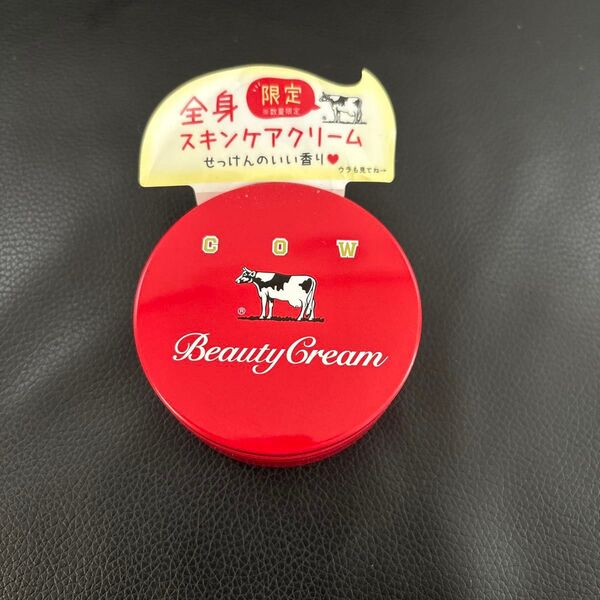 全身
限定
※数量限定
スキンケアクリーム
せっけんのいい香り♥
ウラも見てね→
®
COW
®
Beauty Cream